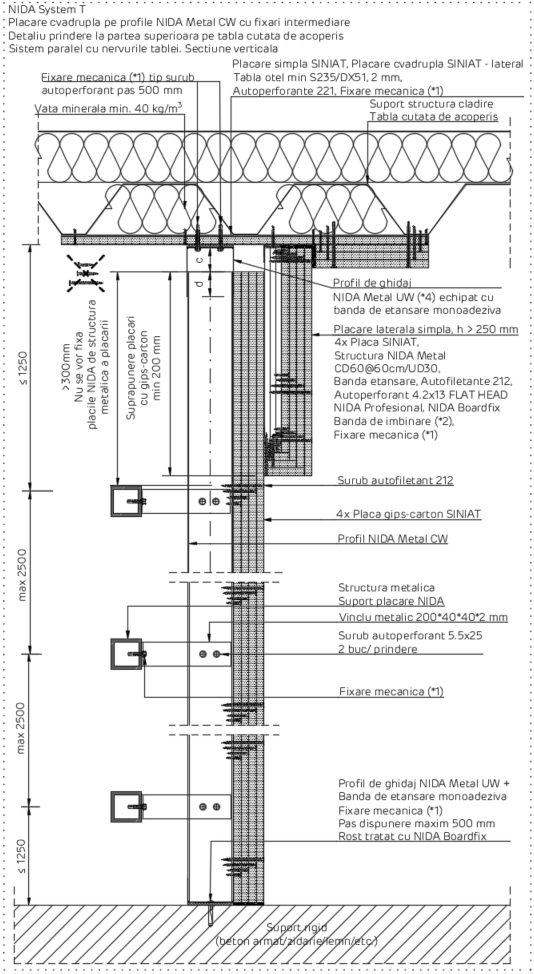 NIDA System T
Placare cvadrupla pe profile NIDA Metal CW cu fixari intermediare
Detaliu prindere la partea superioara pe tabla cutata de acoperis
Sistem paralel cu nervurile tablei. Sectiune verticala
Fixare mecanica (*1) tip surub
autoperforant pas 500 mm
Vata minerala min. 40 kg/m³
Placare simpla SINIAT, Placare cvadrupla SINIAT - lateral
Tabla otel min S235/DX51, 2 mm,
Autoperforante 221, Fixare mecanica (*1)
Suport structura cladire
Tabla cutata de acoperis
c
d
≤ 1250
>300mm
Nu se vor fixa
placile NIDA de structura
metalica a placarii
Suprapunere placari
cu gips-carton
min 200 mm
Profil de ghidaj
NIDA Metal UW (*4) echipat cu
banda de etansare monoadeziva
Placare laterala simpla, h > 250 mm
4x Placa SINIAT,
Structura NIDA Metal
CD60@60cm/UD30,
Banda etansare, Autofiletante 212,
Autoperforant 4.2x13 FLAT HEAD
NIDA Profesional, NIDA Boardfix
Banda de imbinare (*2),
Fixare mecanica (*1)
Surub autofiletant 212
4x Placa gips-carton SINIAT
Profil NIDA Metal CW
max 2500
Structura metalica
Suport placare NIDA
Vinclu metalic 200*40*40*2 mm
Surub autoperforant 5.5x25
2 buc/ prindere
Fixare mecanica (*1)
max 2500
Profil de ghidaj NIDA Metal UW +
Banda de etansare monoadeziva
Fixare mecanica (*1)
Pas dispunere maxim 500 mm
Rost tratat cu NIDA Boardfix
≤ 1250
Suport rigid
(beton armat/zidarie/lemn/etc.)